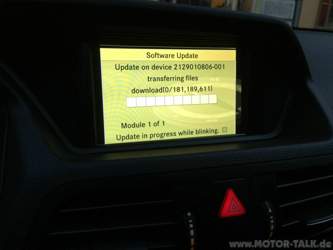 Software Update
Update on device 2129010806-001
transferring files
download(0/181,189,611)
Module 1 of 1
Update in progress while blinking.
www.MOTOR-TALK.de